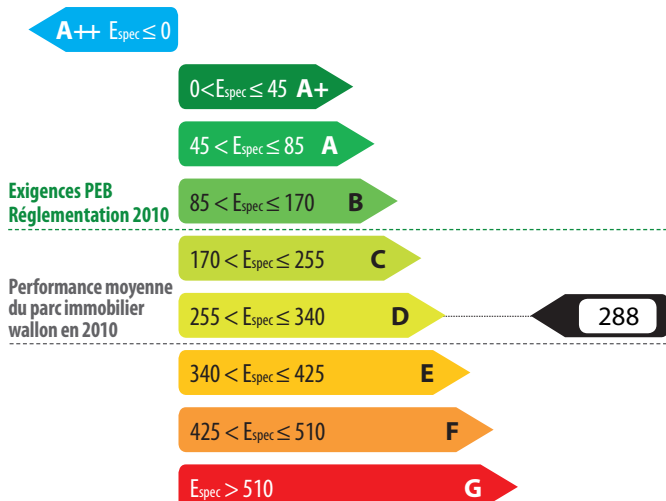 A++ Espec ≤ 0
0 < Espec ≤ 45 A+
45 < Espec ≤ 85 A
Exigences PEB
Réglementation 2010
85 < Espec ≤ 170 B
170 < Espec ≤ 255 C
Performance moyenne
du parc immobilier
wallon en 2010
255 < Espec ≤ 340 D
288
340 < Espec ≤ 425 E
425 < Espec ≤ 510 F
Espec > 510 G